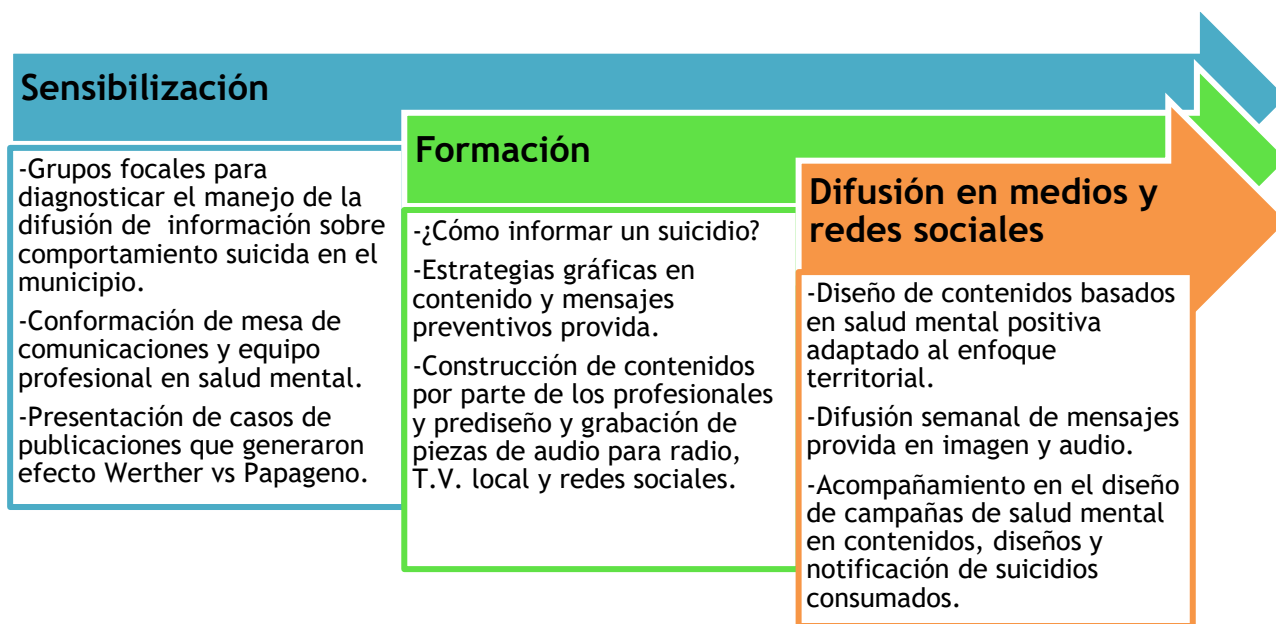 Sensibilización
-Grupos focales para
diagnosticar el manejo de la
difusión de  información sobre
comportamiento suicida en el
municipio.
-Conformación de mesa de
comunicaciones y equipo
profesional en salud mental.
-Presentación de casos de
publicaciones que generaron
efecto Werther vs Papageno.
Formación
-¿Cómo informar un suicidio?
-Estrategias gráficas en
contenido y mensajes
preventivos provida.
-Construcción de contenidos
por parte de los profesionales
y prediseño y grabación de
piezas de audio para radio,
T.V. local y redes sociales.
Difusión en medios y
redes sociales
-Diseño de contenidos basados
en salud mental positiva
adaptado al enfoque
territorial.
-Difusión semanal de mensajes
provida en imagen y audio.
-Acompañamiento en el diseño
de campañas de salud mental
en contenidos, diseños y
notificación de suicidios
consumados.